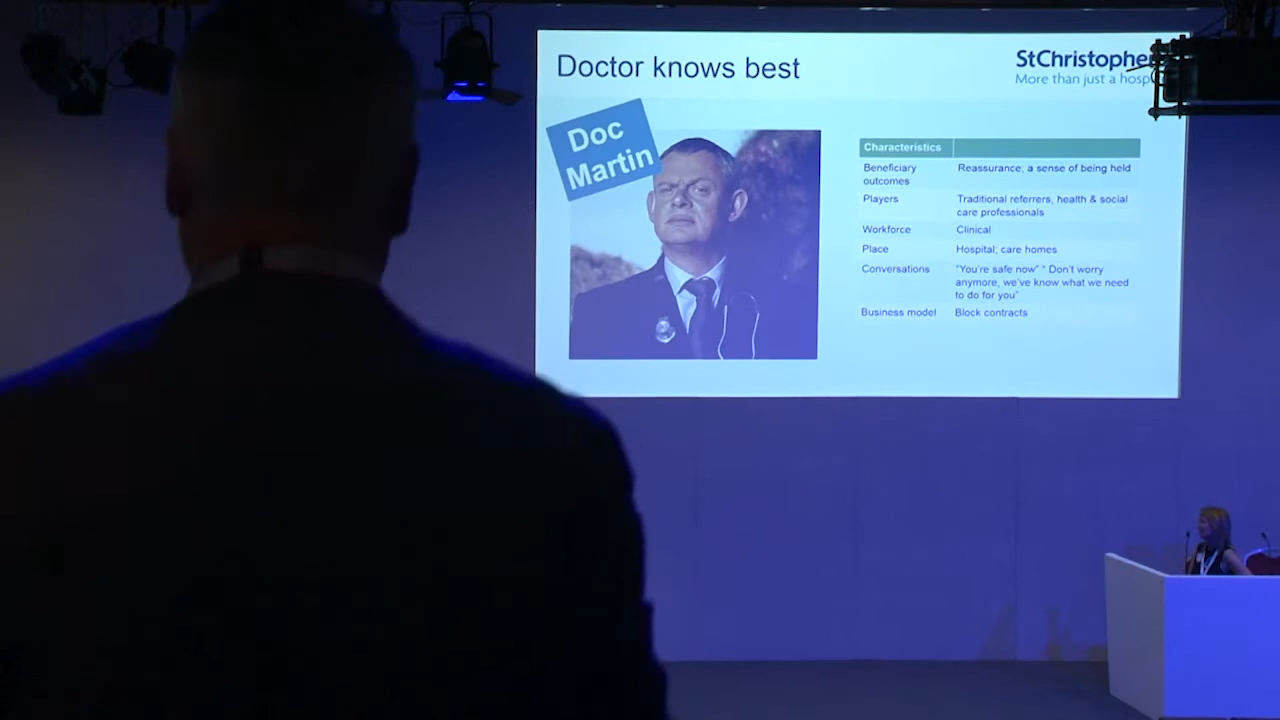 Doctor knows best
StChristopher
More than just a hosp
Doc
Martin
Characteristics
Beneficiary outcomes
Reassurance; a sense of being held
Players
Traditional referrers, health & social
care professionals
Workforce
Clinical
Place
Hospital; care homes
Conversations
"You're safe now" " Don't worry
anymore, we've know what we need
to do for you"
Business model
Block contracts